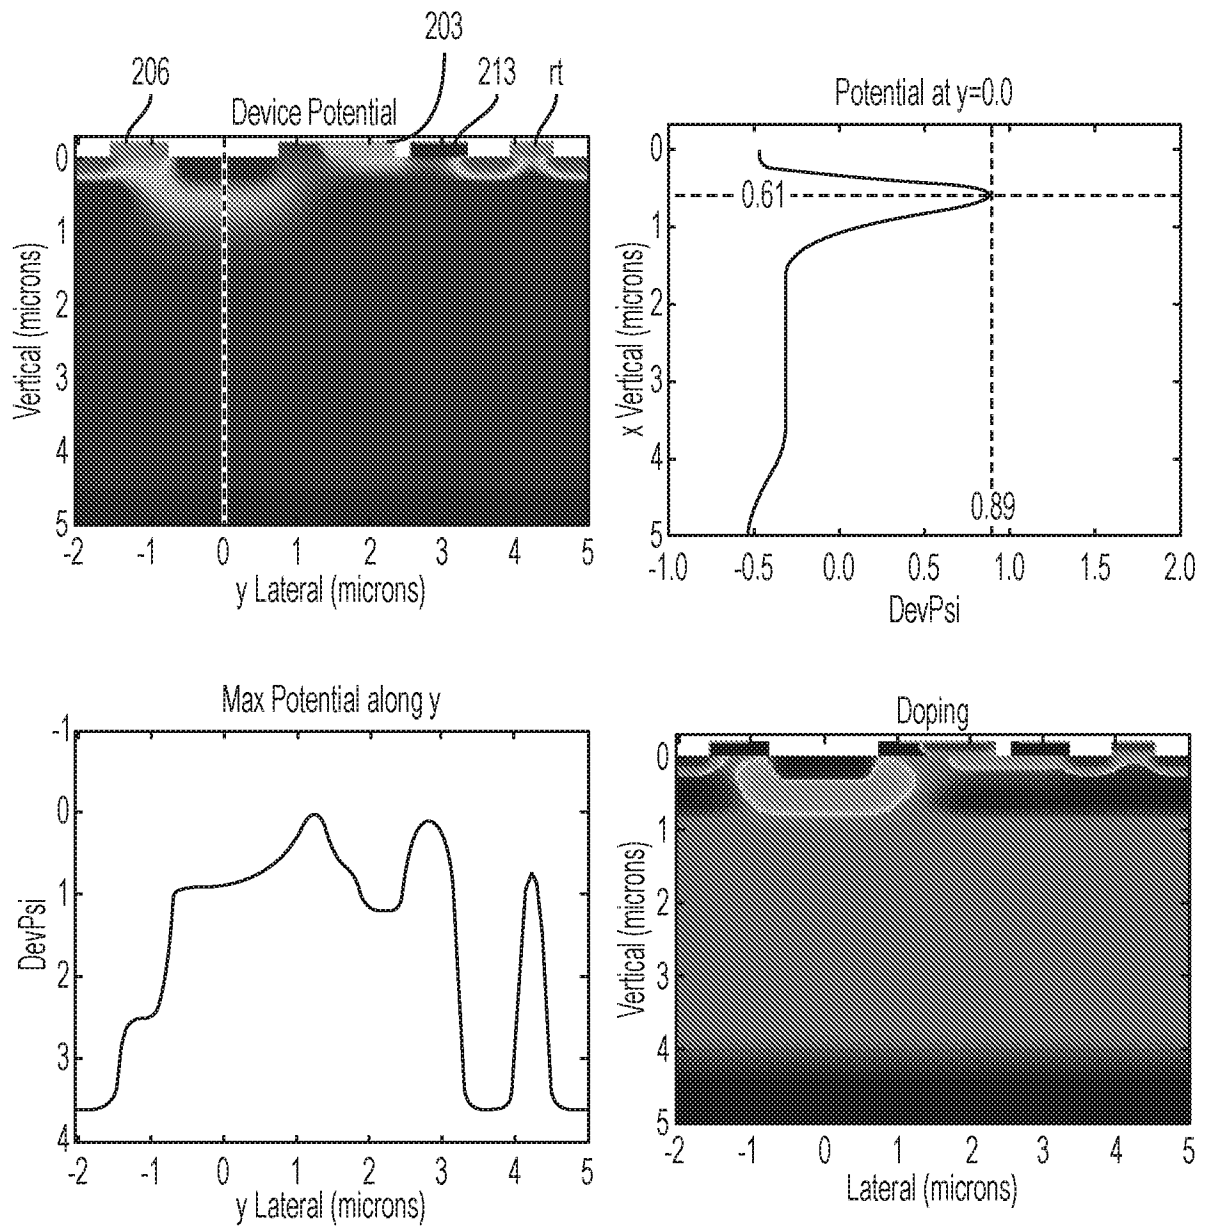 203
206
213
rt
Device Potential
0
1
2
3
4
5
Vertical (microns)
-2 -1 0 1 2 3 4 5
y Lateral (microns)
Potential at y=0.0
0
1
2
3
4
5
x Vertical (microns)
0.61
0.89
-1.0 -0.5 0.0 0.5 1.0 1.5 2.0
DevPsi
Max Potential along y
-1
0
1
2
3
4
DevPsi
-2 -1 0 1 2 3 4 5
y Lateral (microns)
Doping
0
1
2
3
4
5
Vertical (microns)
-2 -1 0 1 2 3 4 5
Lateral (microns)